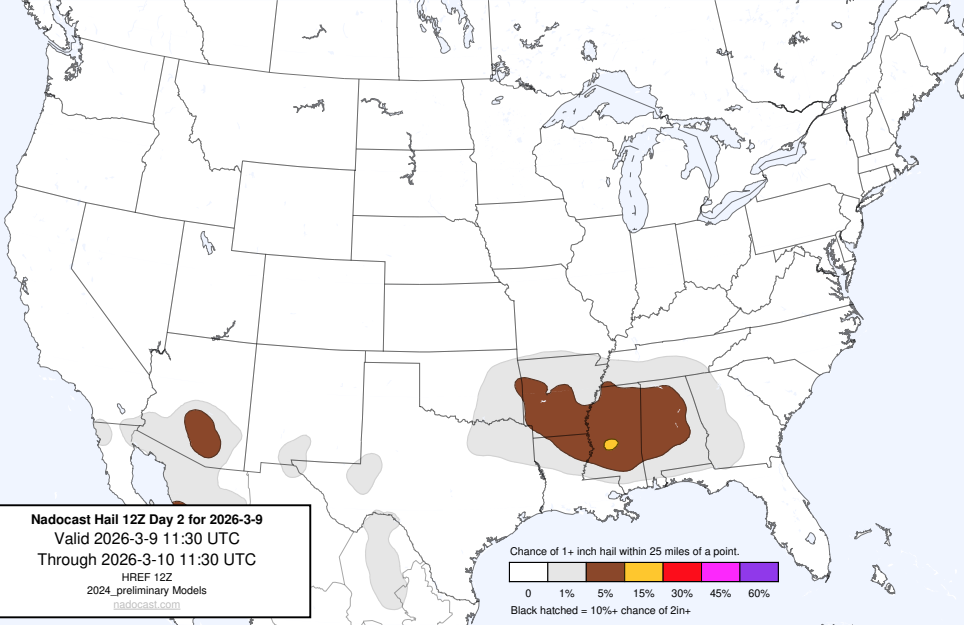 Nadocast Hail 12Z Day 2 for 2026-3-9
Valid 2026-3-9 11:30 UTC
Through 2026-3-10 11:30 UTC
HREF 12Z
2024_preliminary Models
nadocast.com
Chance of 1+ inch hail within 25 miles of a point.
0 1% 5% 15% 30% 45% 60%
Black hatched = 10%+ chance of 2in+